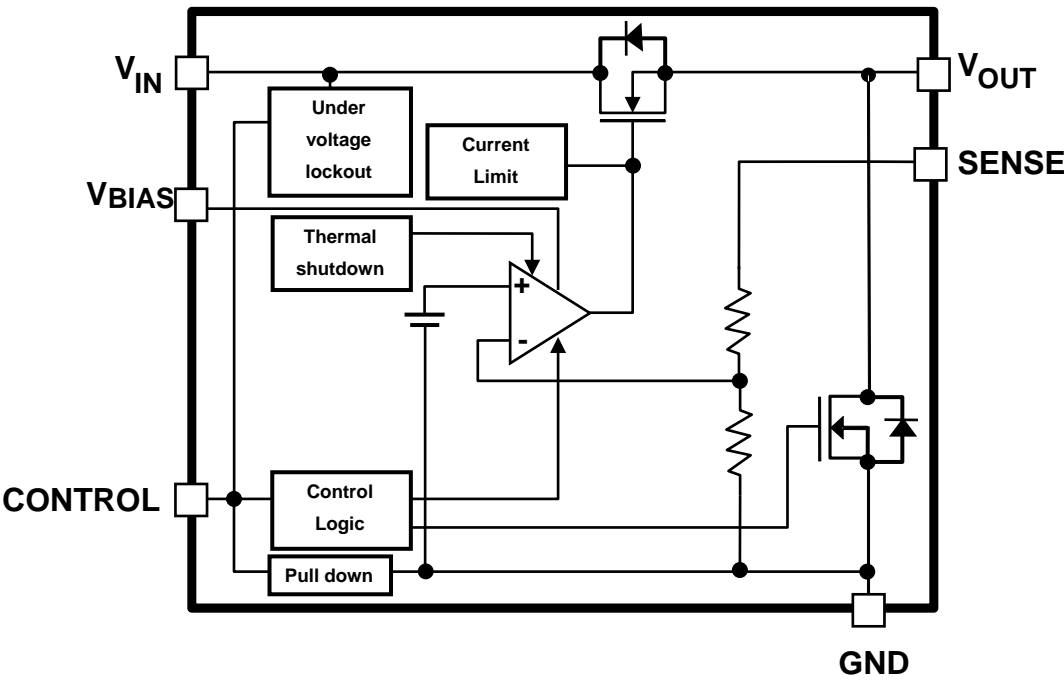 VIN
VOUT
Under
voltage
lockout
Current
Limit
SENSE
VBIAS
Thermal
shutdown
+
-
CONTROL
Control
Logic
Pull down
GND